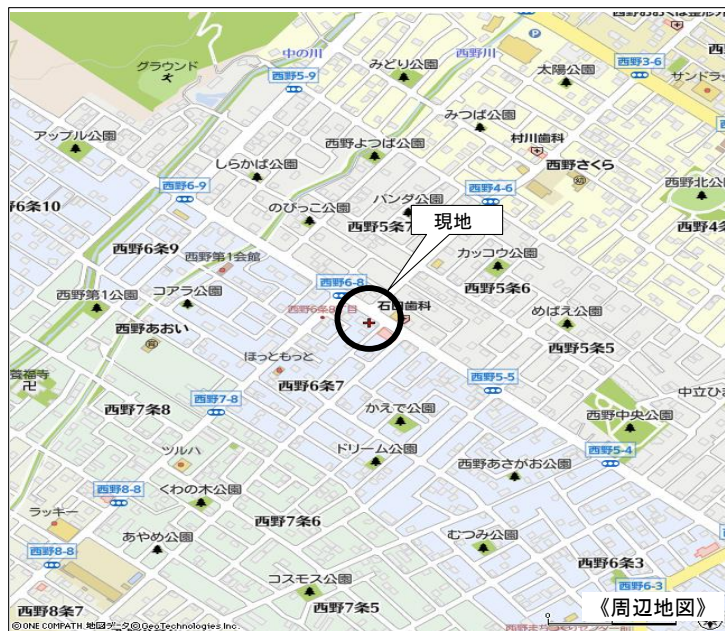 中の川
西野川
西野5-9
みどり公園
太陽公園
西野3-6
グラウンド
サンドラッ
みつば公園
アップル公園
村川歯科
西野よつば公園
しらかば公園
西野さくら
西野6-9
パンダ公園
西野4-6
西野北公
6条10
のびっこ公園
西野5条7
現地
西野4条
西野6条9
カッコウ公園
西野第1会館
西野6-8
西野5条6
西野第1公園
コアラ公園
石田歯科
めばえ公園
西野あおい
西野5条5
ほっともっと
養福寺
西野6条7
西野5-5
中立ひ
西野7条8
西野7-8
かえで公園
西野中央公園
ツルハ
ドリーム公園
西野5-4
西野あさがお公園
くわの木公園
西野8-8
ラッキー
西野7条6
あやめ公園
むつみ公園
西野8-8
西野6条3
コスモス公園
西野6-3
西野8条7
西野7条5
《周辺地図》
©ONE COMPATH 地図データ©GeoTechnologies Inc.